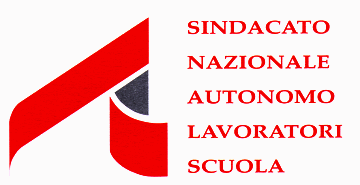 SINDACATO
NAZIONALE
AUTONOMO
LAVORATORI
SCUOLA